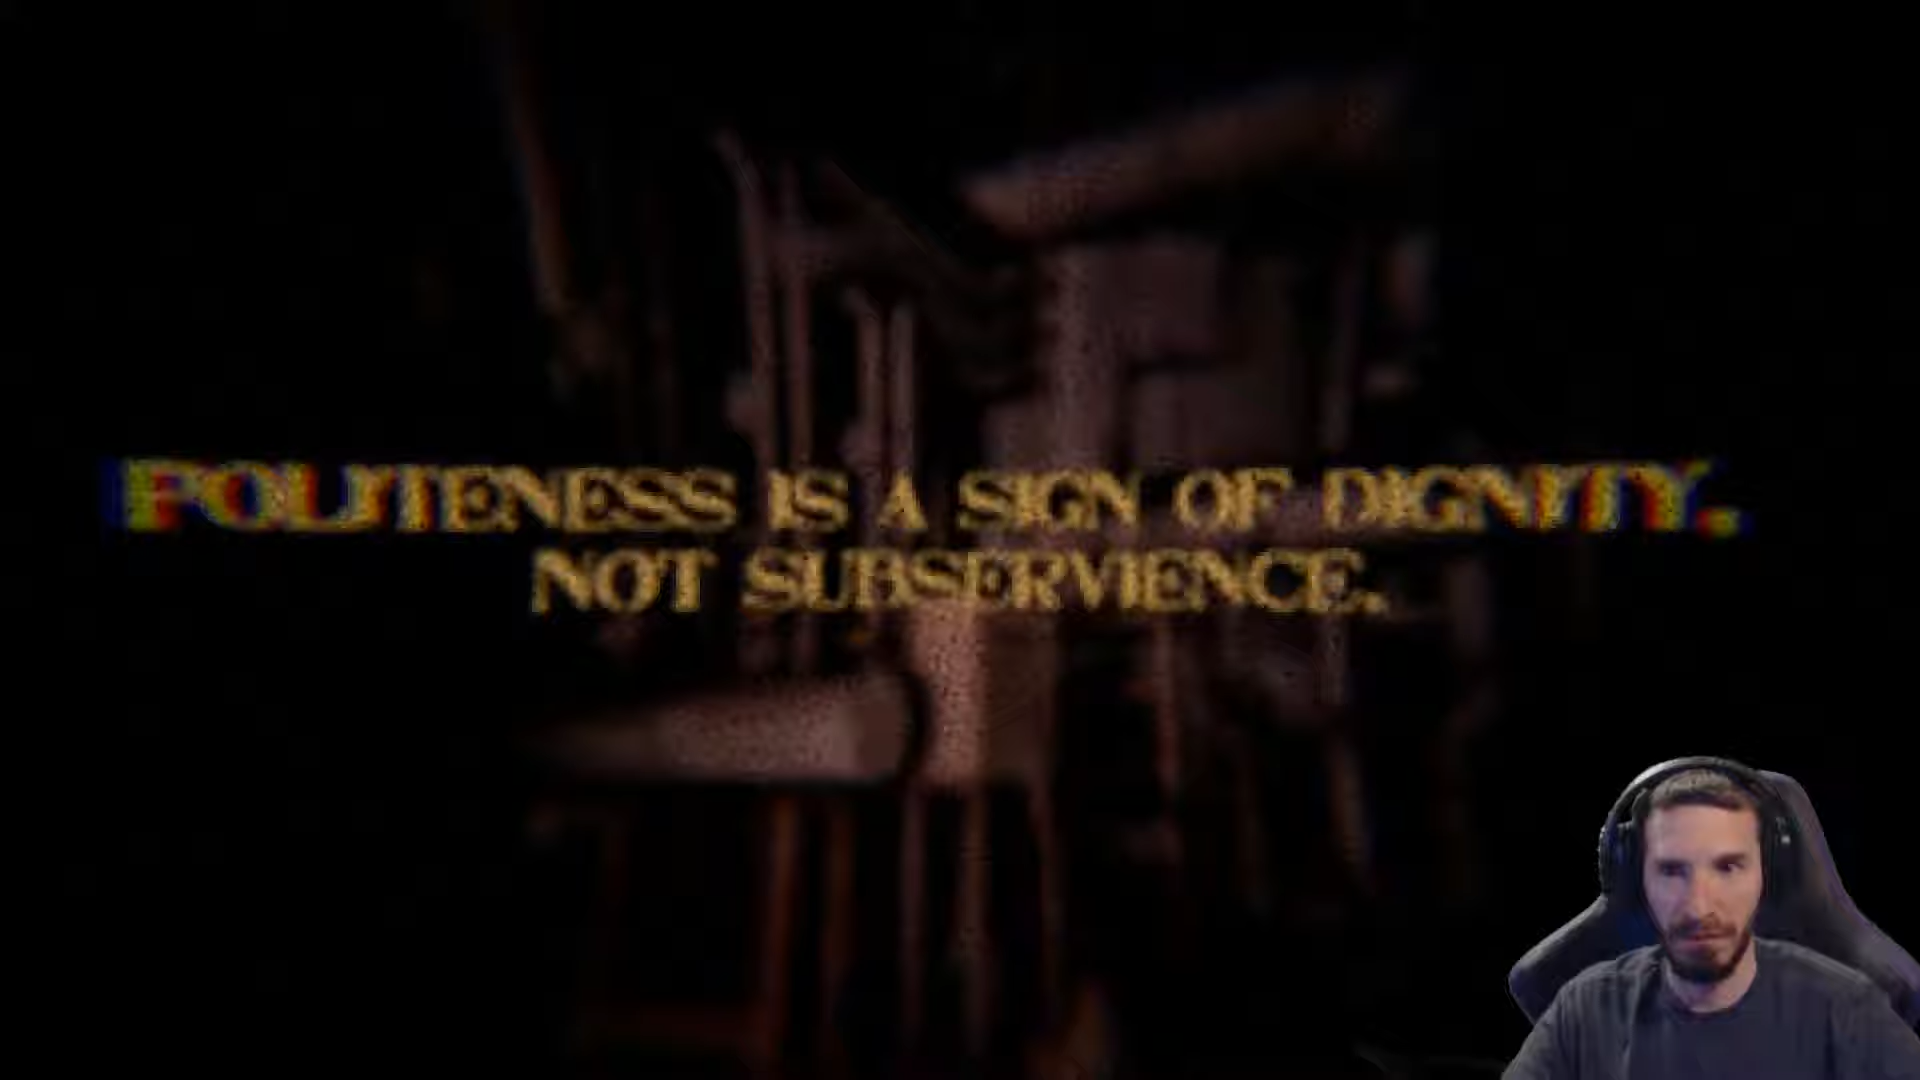 POLITENESS IS A SIGN OF DIGNITY.
NOT SUBSERVIENCE.